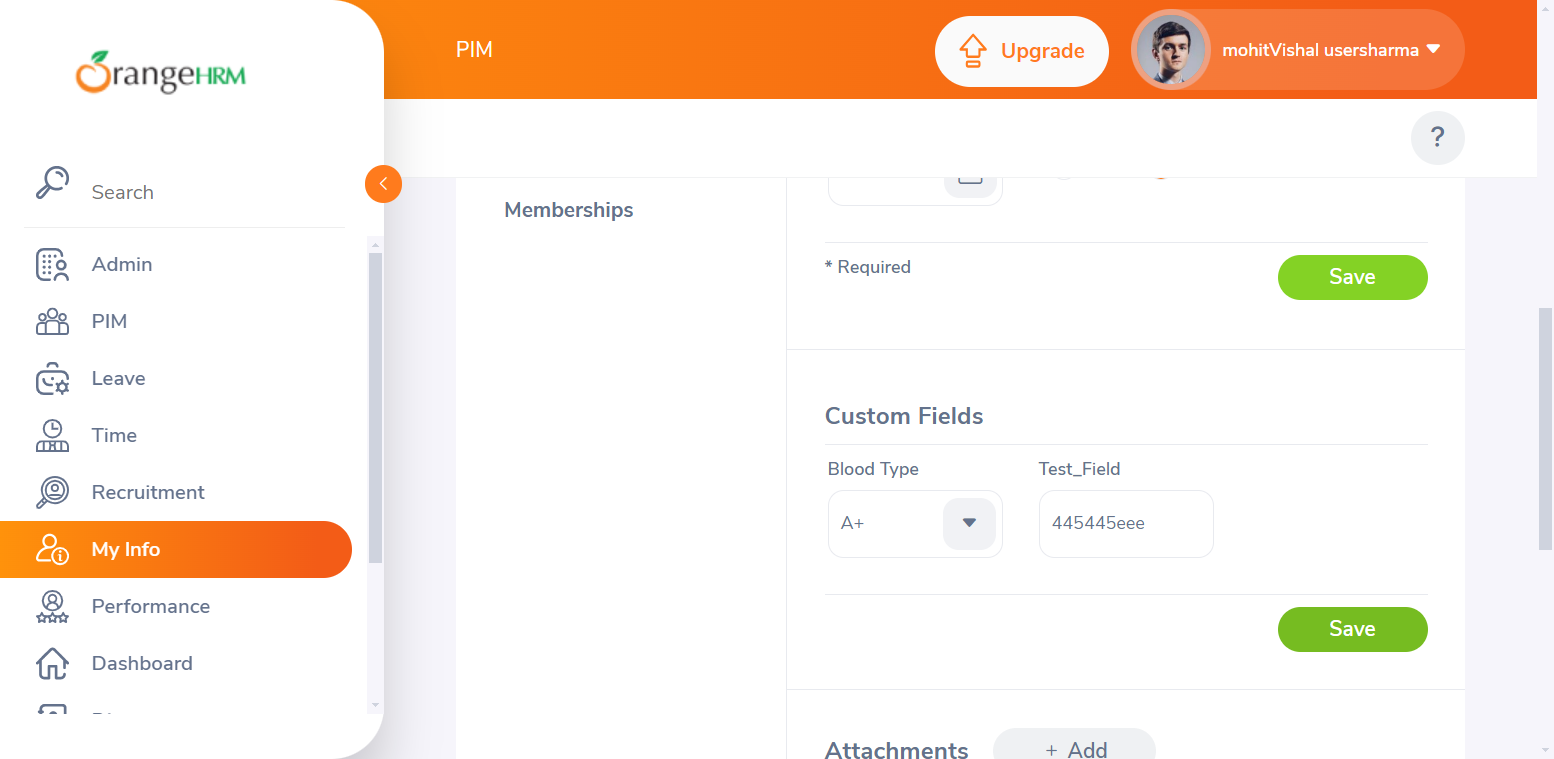 OrangeHRM
PIM
Upgrade
mohitVishal usersharma
?
Search
Admin
PIM
Leave
Time
Recruitment
My Info
Performance
Dashboard
Memberships
* Required
Save
Custom Fields
Blood Type
Test_Field
A+
445445eee
Save
Attachments
+ Add